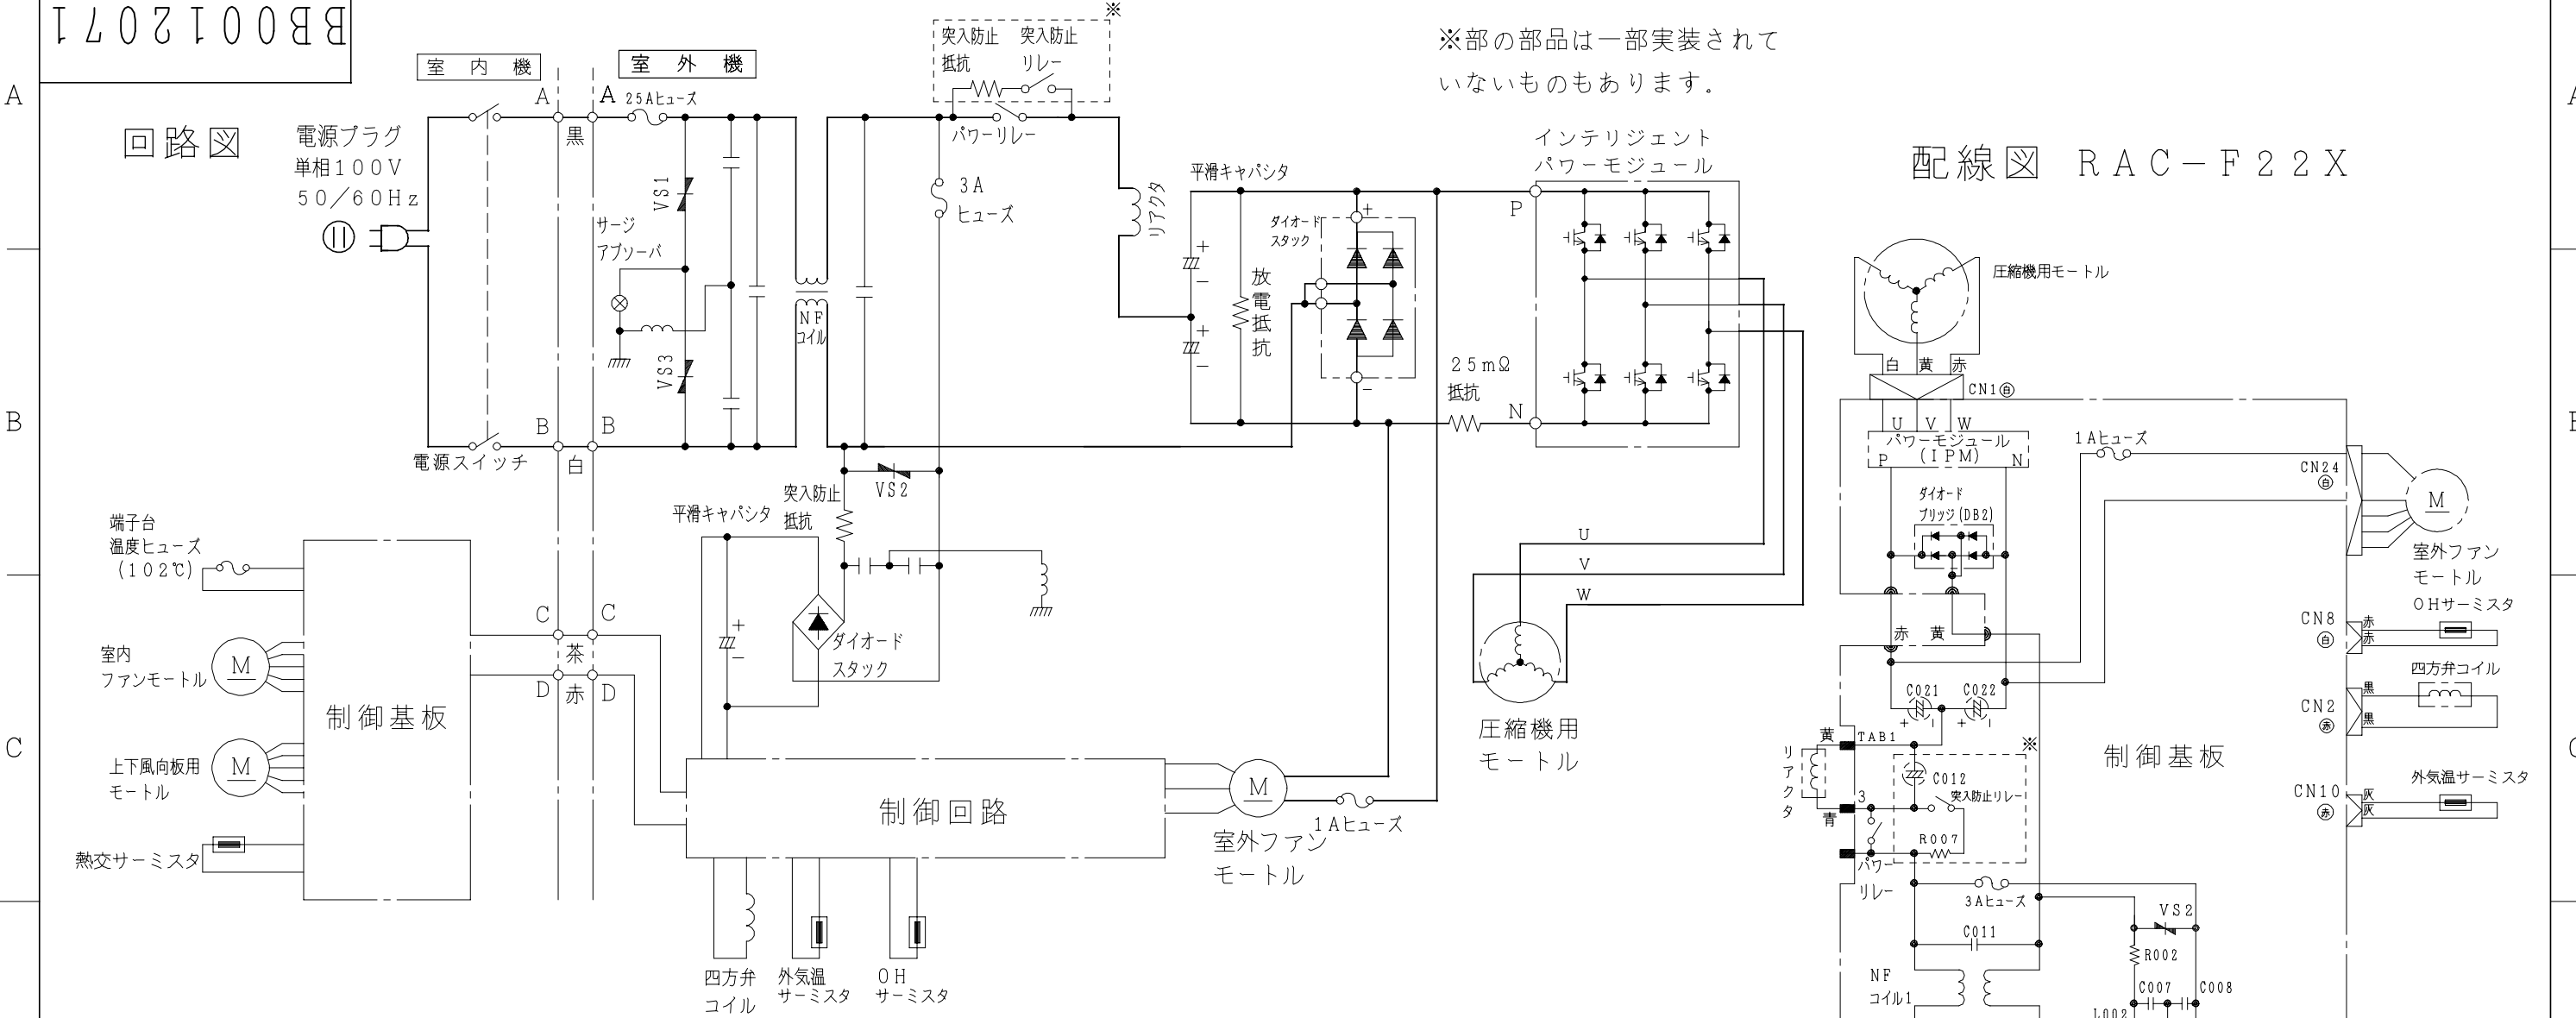 BB0012071
※
※部の部品は一部実装されて
いないものもあります。
A
回路図
室内機
室外機
電源プラグ
単相100V
50/60Hz
A
A
黒
25Aヒューズ
VS1
サージ
アブソーバ
VS3
NF
コイル
突入防止
抵抗
突入防止
リレー
パワーリレー
3A
ヒューズ
リアクタ
平滑キャパシタ
+
−
+
−
放電抵抗
ダイオード
スタック
+
−
インテリジェント
パワーモジュール
P
N
25mΩ
抵抗
B
B
B
白
電源スイッチ
VS2
突入防止
抵抗
平滑キャパシタ
+
−
ダイオード
スタック
U
V
W
圧縮機用
モートル
端子台
温度ヒューズ
(102℃)
室内
ファンモートル
M
上下風向板用
モートル
M
熱交サーミスタ
制御基板
C
C
C
茶
D
D
赤
制御回路
M
室外ファン
モートル
1Aヒューズ
四方弁
コイル
外気温
サーミスタ
OH
サーミスタ
配線図 RAC−F22X
圧縮機用モートル
白
黄
赤
CN1
白
U
V
W
パワーモジュール
(IPM)
P
N
1Aヒューズ
CN24
白
M
室外ファン
モートル
ダイオード
ブリッジ(DB2)
赤
黄
OHサーミスタ
CN8
白
赤
赤
四方弁コイル
CN2
赤
黒
黒
外気温サーミスタ
CN10
赤
灰
灰
制御基板
C021
C022
+
+
黄
TAB1
リアクタ
※
C012
突入防止リレー
3
青
R007
パワー
リレー
3Aヒューズ
VS2
C011
R002
NF
コイル1
C007
C008
L002